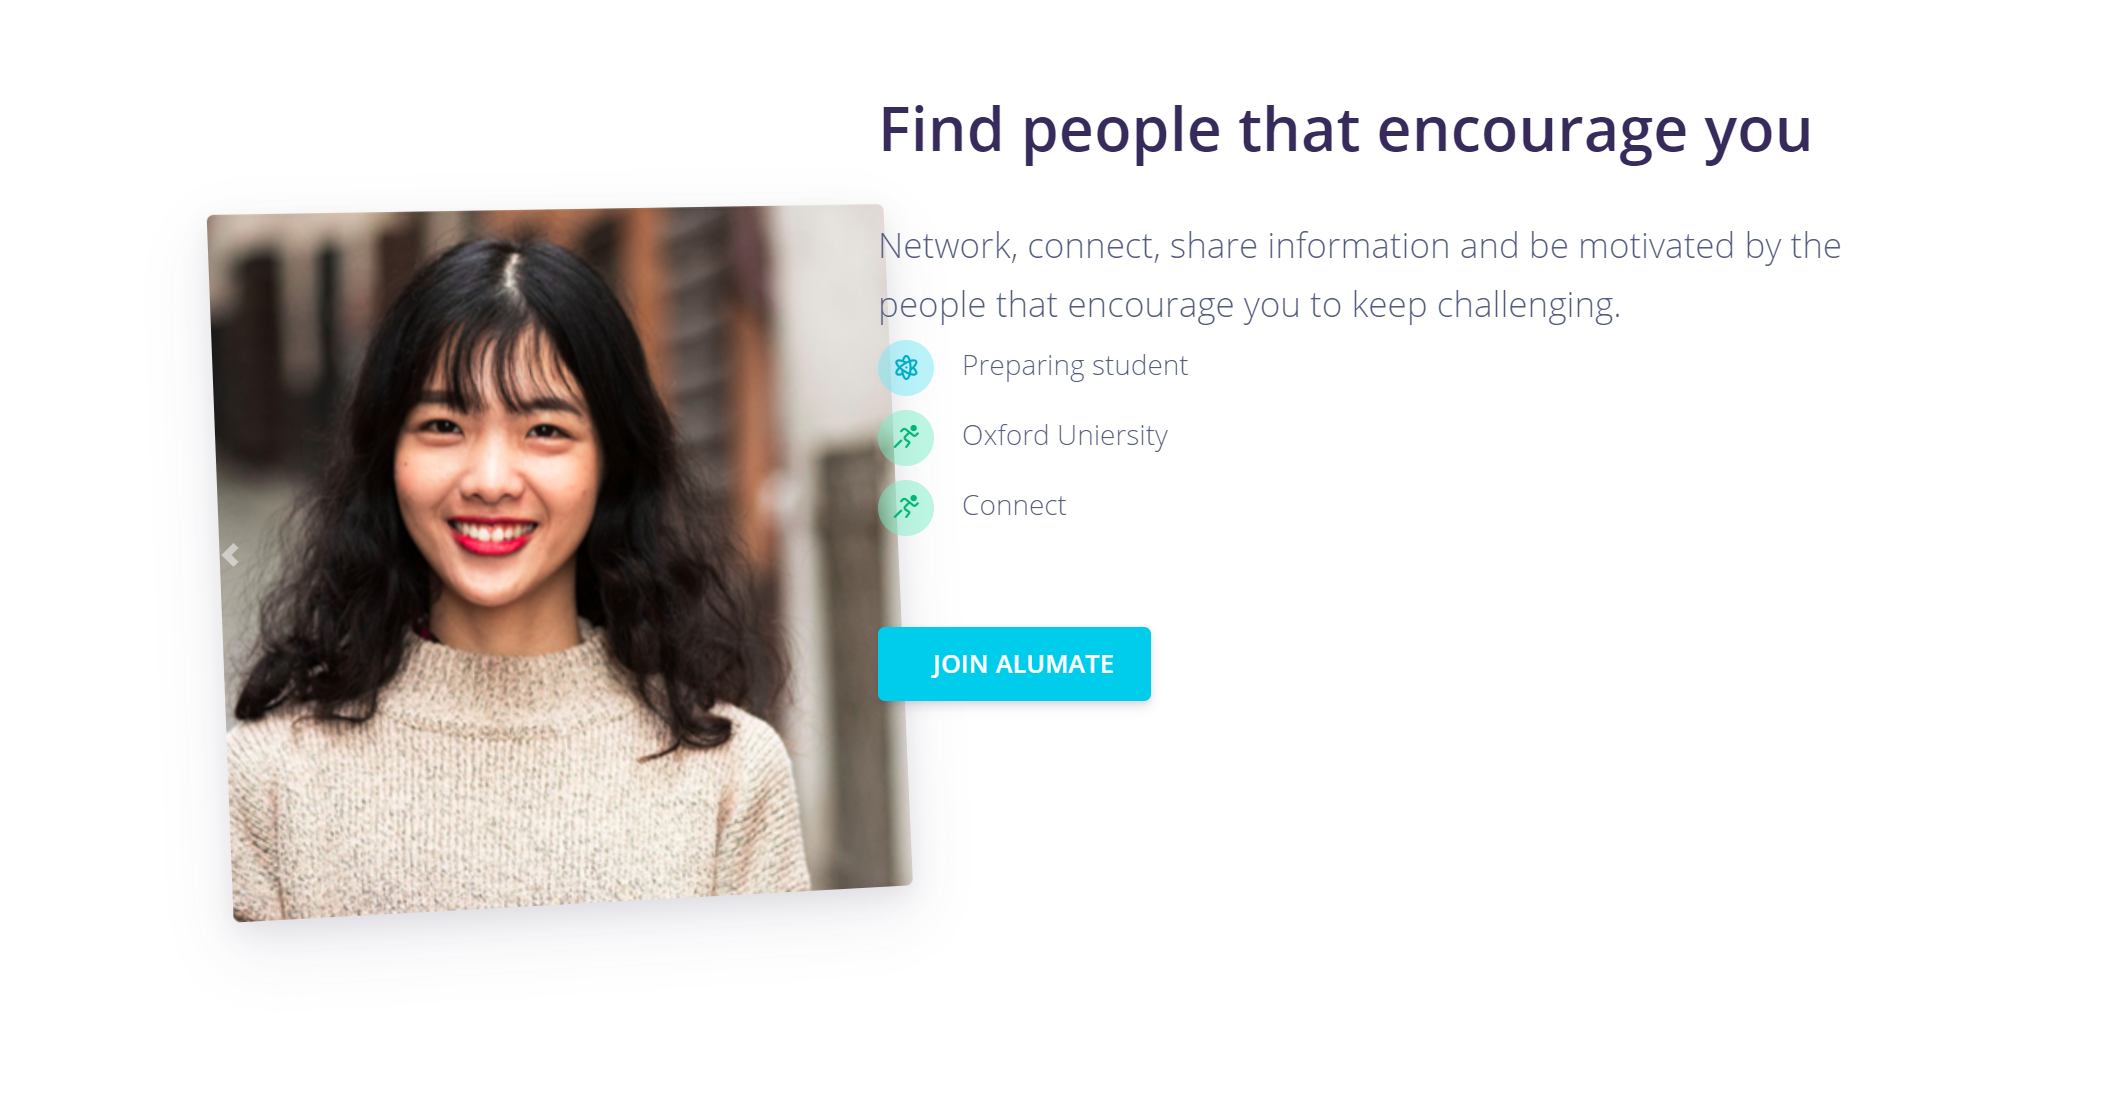 Find people that encourage you
Network, connect, share information and be motivated by the
people that encourage you to keep challenging.
Preparing student
Oxford Uniersity
Connect
JOIN ALUMATE